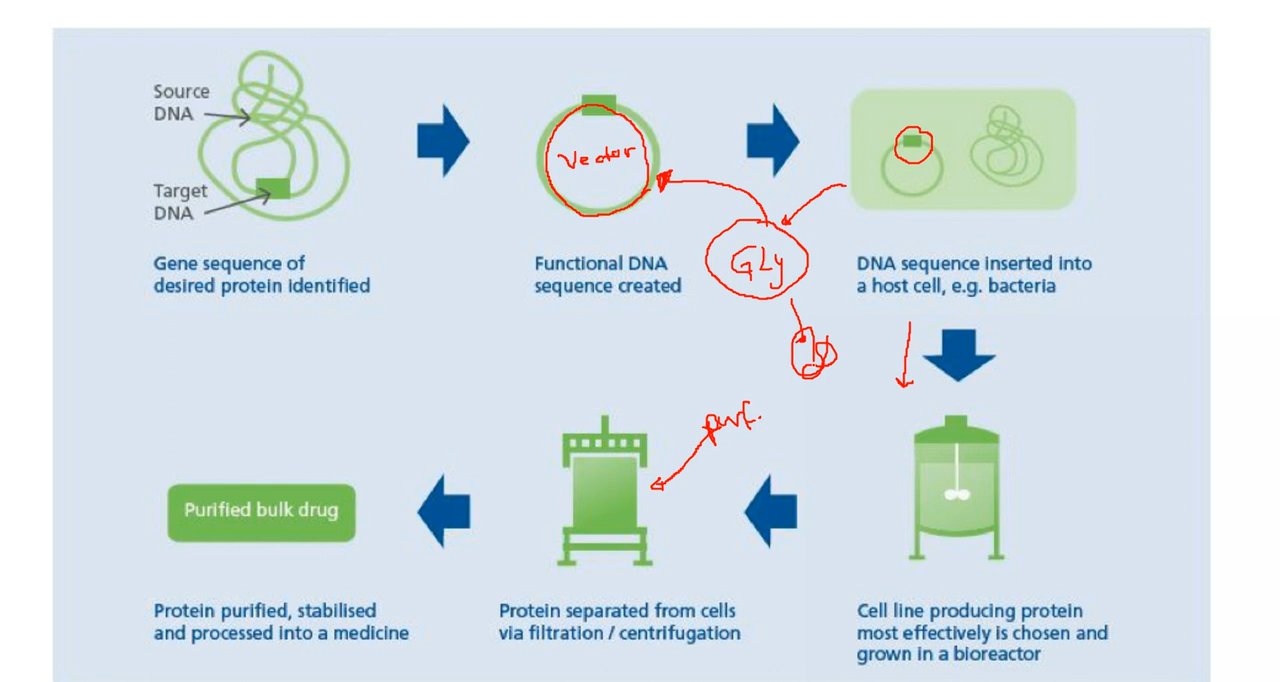 Source
DNA
Target
DNA
Vector
Gene sequence of
desired protein identified
Functional DNA
sequence created
GLy
DNA sequence inserted into
a host cell, e.g. bacteria
purf.
Purified bulk drug
Protein purified, stabilised
and processed into a medicine
Protein separated from cells
via filtration / centrifugation
Cell line producing protein
most effectively is chosen and
grown in a bioreactor